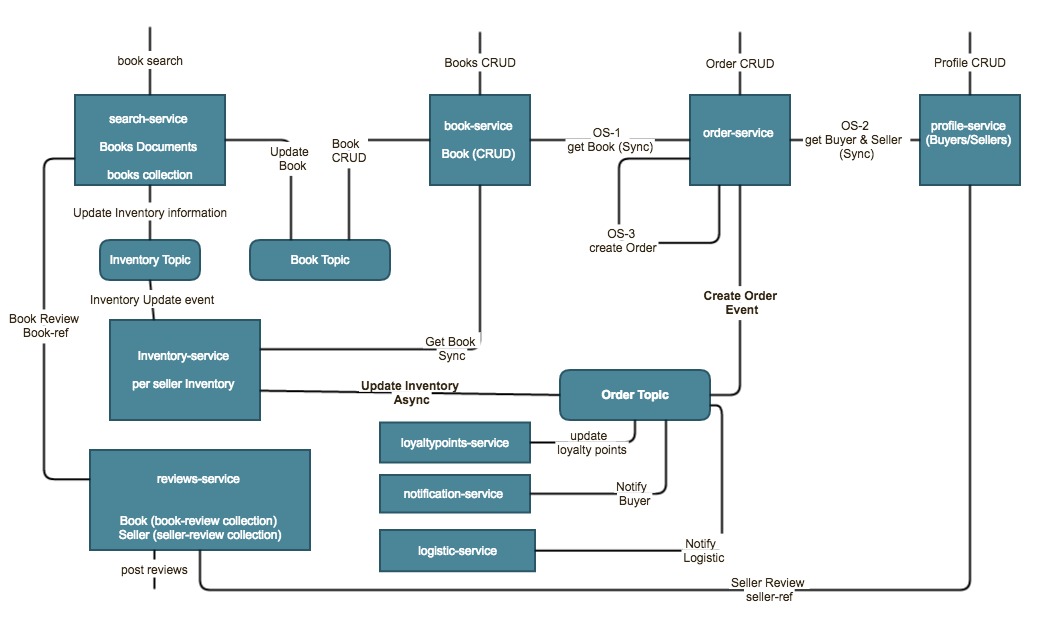 book search
Books CRUD
Order CRUD
Profile CRUD
search-service
Books Documents
books collection
Update
Book
Book
CRUD
book-service
Book (CRUD)
OS-1
get Book (Sync)
order-service
OS-2
get Buyer & Seller
(Sync)
profile-service
(Buyers/Sellers)
Update Inventory information
OS-3
create Order
Inventory Topic
Book Topic
Inventory Update event
Create Order
Event
Book Review
Book-ref
Inventory-service
per seller Inventory
Get Book
Sync
Update Inventory
Async
Order Topic
loyaltypoints-service
update
loyalty points
reviews-service
Book (book-review collection)
Seller (seller-review collection)
notification-service
Notify
Buyer
logistic-service
Notify
Logistic
post reviews
Seller Review
seller-ref